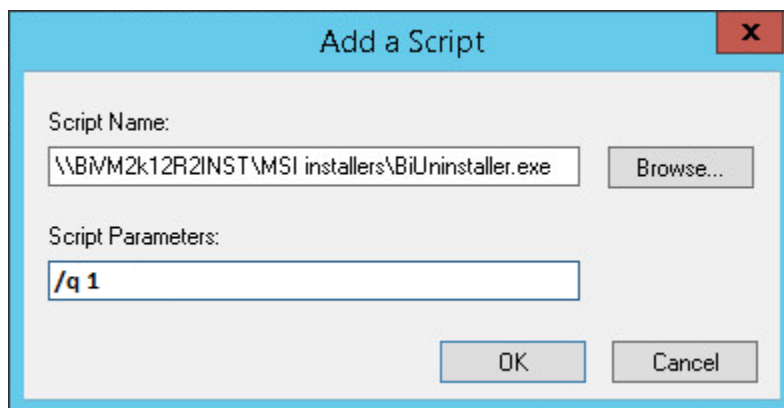 Add a Script
x
Script Name:
\\BiVM2k12R2INST\MSI installers\BiUninstaller.exe
Browse...
Script Parameters:
/q 1
OK
Cancel